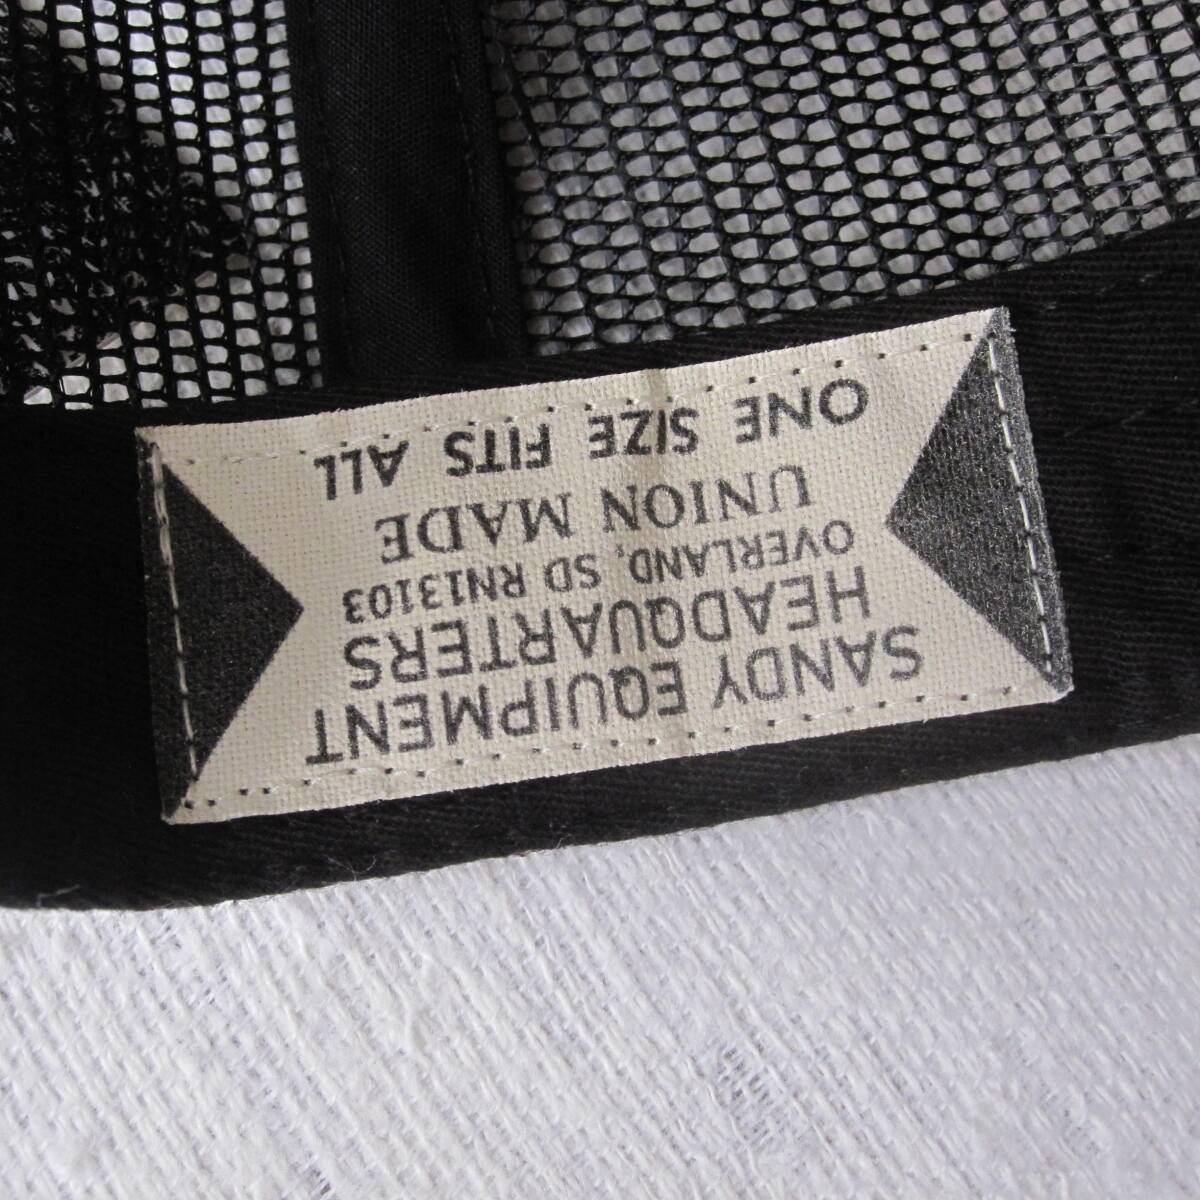 SANDY EQUIPMENT
HEADQUARTERS
OVERLAND, SD RN13103
UNION MADE
ONE SIZE FITS ALL